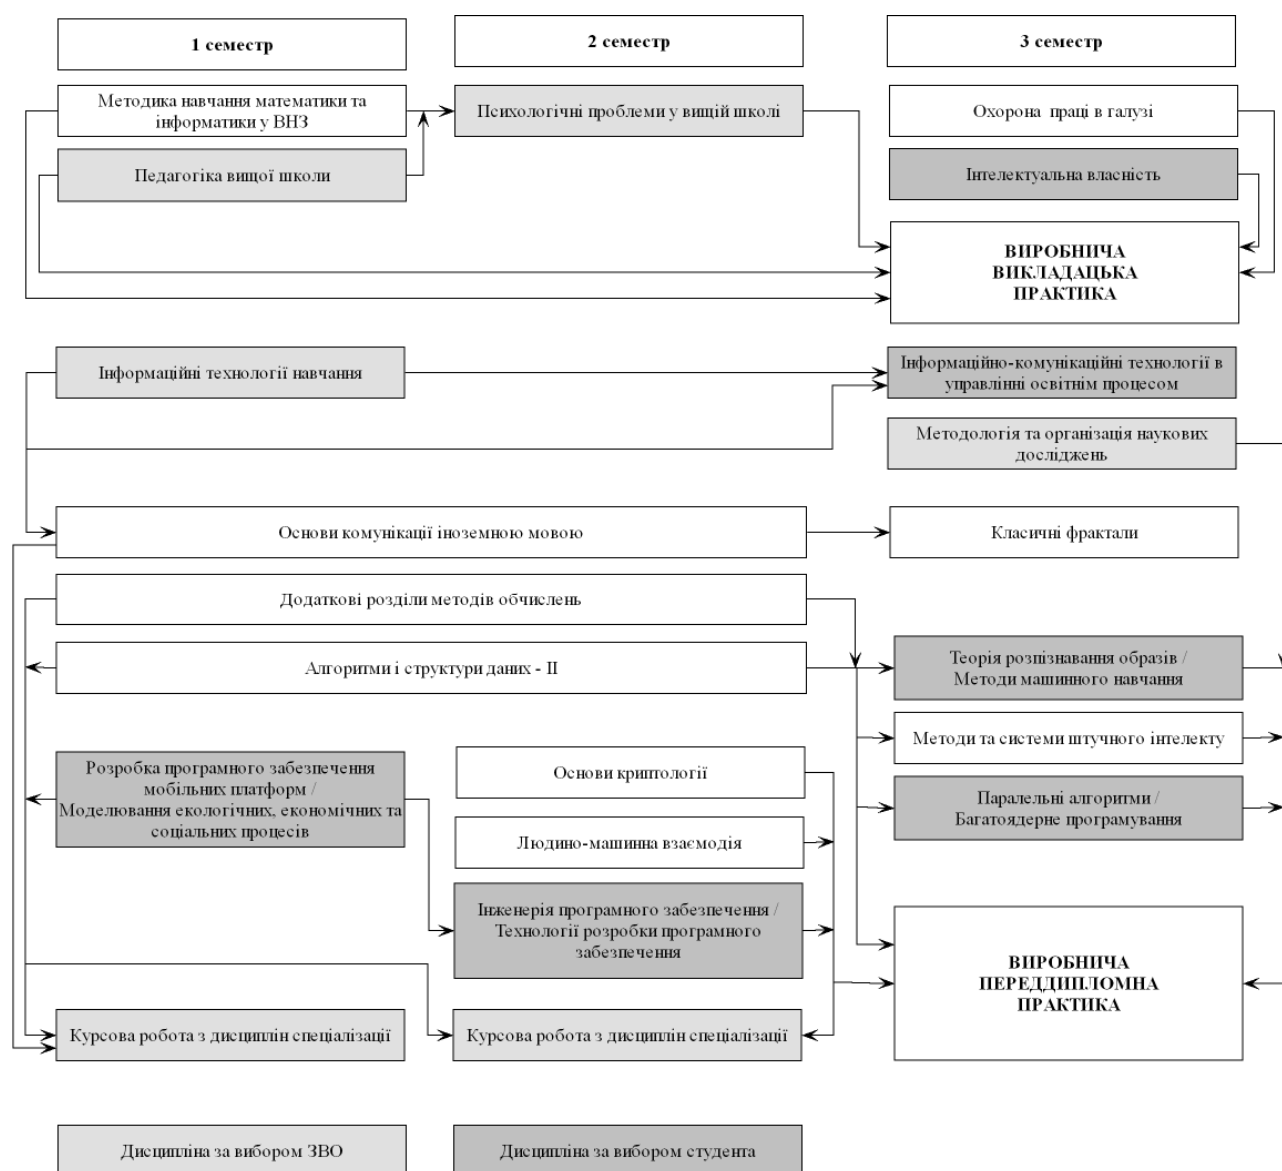 1 семестр
2 семестр
3 семестр
Методика навчання математики та
інформатики у ВНЗ
Психологічні проблеми у вищій школі
Охорона праці в галузі
Педагогіка вищої школи
Інтелектуальна власність
ВИРОБНИЧА
ВИКЛАДАЦЬКА
ПРАКТИКА
Інформаційні технології навчання
Інформаційно-комунікаційні технології в
управлінні освітнім процесом
Методологія та організація наукових
досліджень
Основи комунікації іноземною мовою
Класичні фрактали
Додаткові розділи методів обчислень
Алгоритми і структури даних - II
Теорія розпізнавання образів /
Методи машинного навчання
Методи та системи штучного інтелекту
Розробка програмного забезпечення
мобільних платформ /
Моделювання екологічних, економічних та
соціальних процесів
Основи криптології
Паралельні алгоритми /
Багатоядерне програмування
Людино-машинна взаємодія
Інженерія програмного забезпечення /
Технології розробки програмного
забезпечення
ВИРОБНИЧА
ПЕРЕДДИПЛОМНА
ПРАКТИКА
Курсова робота з дисциплін спеціалізації
Курсова робота з дисциплін спеціалізації
Дисципліна за вибором ЗВО
Дисципліна за вибором студента